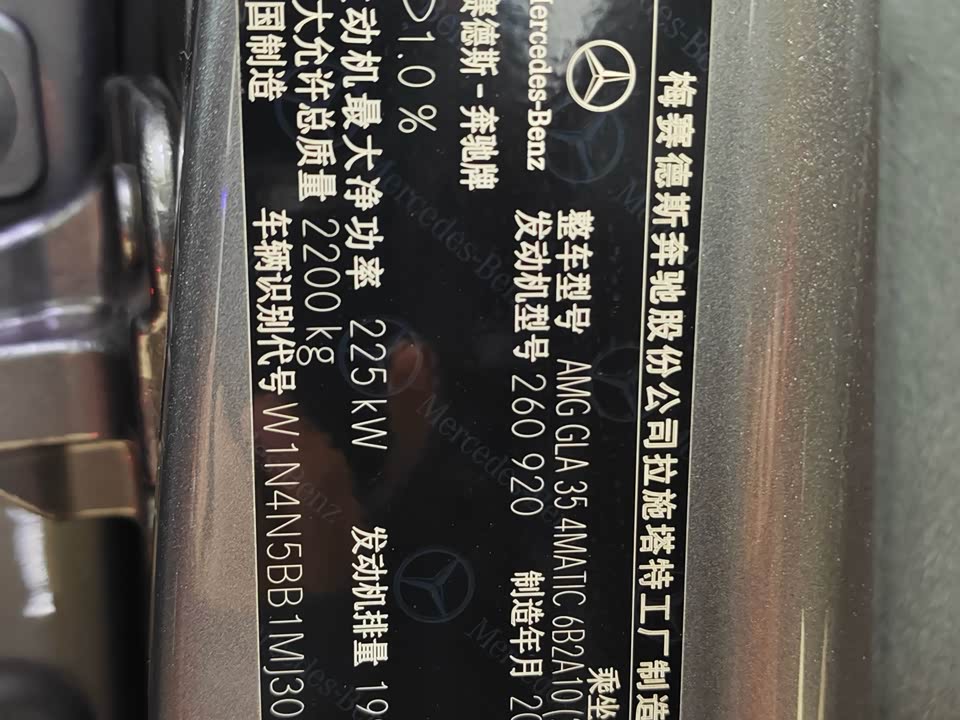 梅赛德斯奔驰股份公司拉施塔特工厂制造
Mercedes-Benz
整车型号 AMG GLA 35 4MATIC 6B2A10(
乘坐
发动机型号 260 920 制造年月 20
赛德斯-奔驰牌
>1.0 %
动机最大净功率 225 kW 发动机排量 19
大允许总质量 2200 kg
国制造 车辆识别代号 W1N4N5BB1MJ30